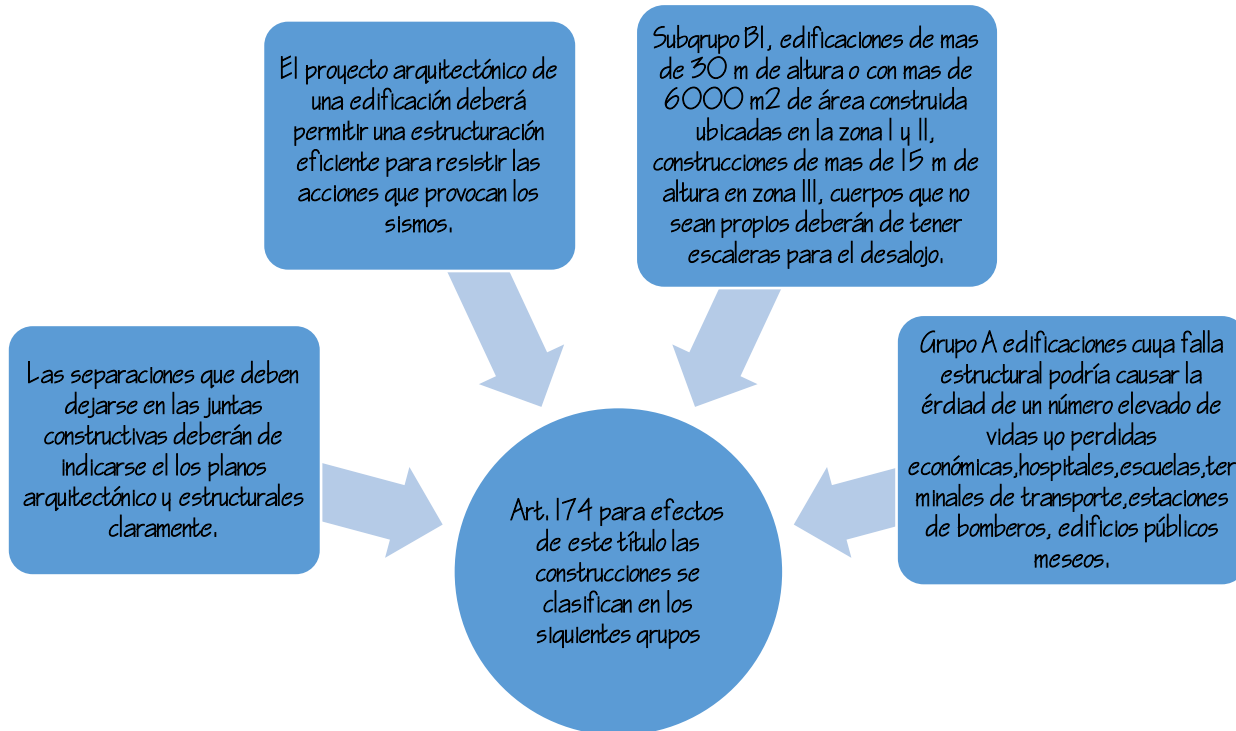 El proyecto arquitectónico de
una edificación deberá
permitir una estructuración
eficiente para resistir las
acciones que provocan los
sismos.
Subgrupo B1, edificaciones de mas
de 30 m de altura o con mas de
6000 m2 de área construida
ubicadas en la zona I y II,
construcciones de mas de 15 m de
altura en zona III, cuerpos que no
sean propios deberán de tener
escaleras para el desalojo.
Las separaciones que deben
dejarse en las juntas
constructivas deberán de
indicarse el los planos
arquitectónico y estructurales
claramente.
Grupo A edificaciones cuya falla
estructural podría causar la
érdiad de un número elevado de
vidas yo perdidas
económicas,hospitales,escuelas,ter
minales de transporte,estaciones
de bomberos, edificios públicos
meseos.
Art. 174 para efectos
de este título las
construcciones se
clasifican en los
siguientes grupos